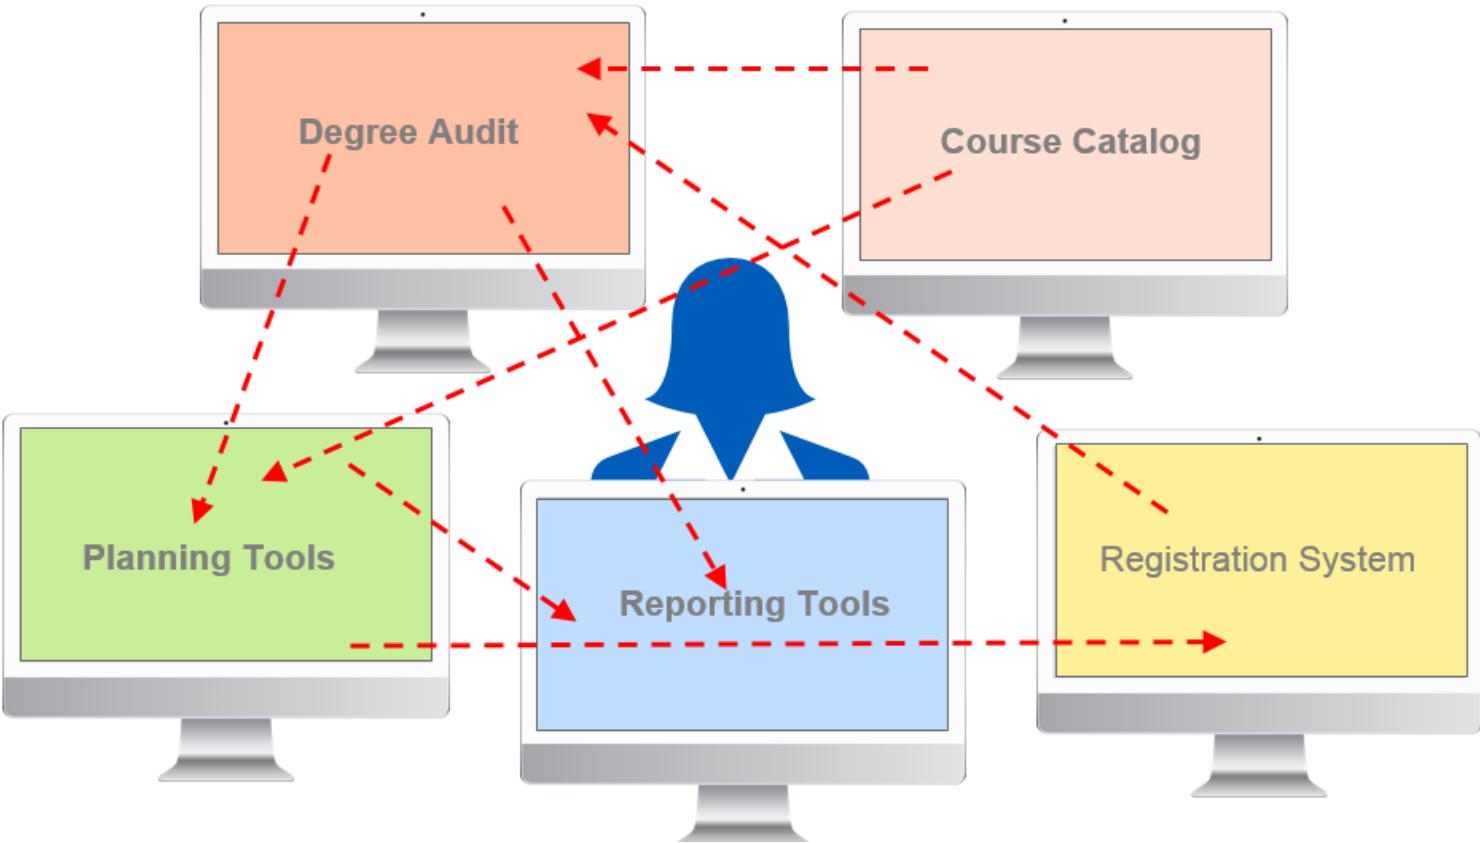 Degree Audit
Course Catalog
Planning Tools
Reporting Tools
Registration System